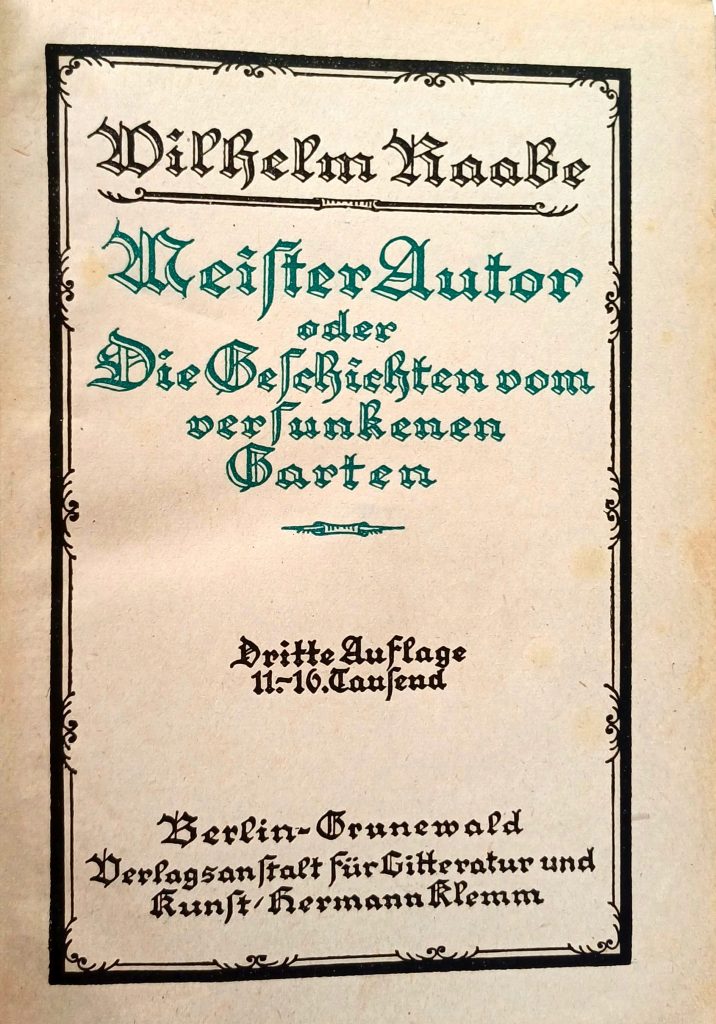 Wilhelm Raabe
Meiſter Autor
oder
Die Geſchichten vom
verſunkenen
Garten
Dritte Auflage
11.-16. Tauſend
Berlin-Grunewald
Verlagsanſtalt für Litteratur und
Kunſt/Hermann Klemm